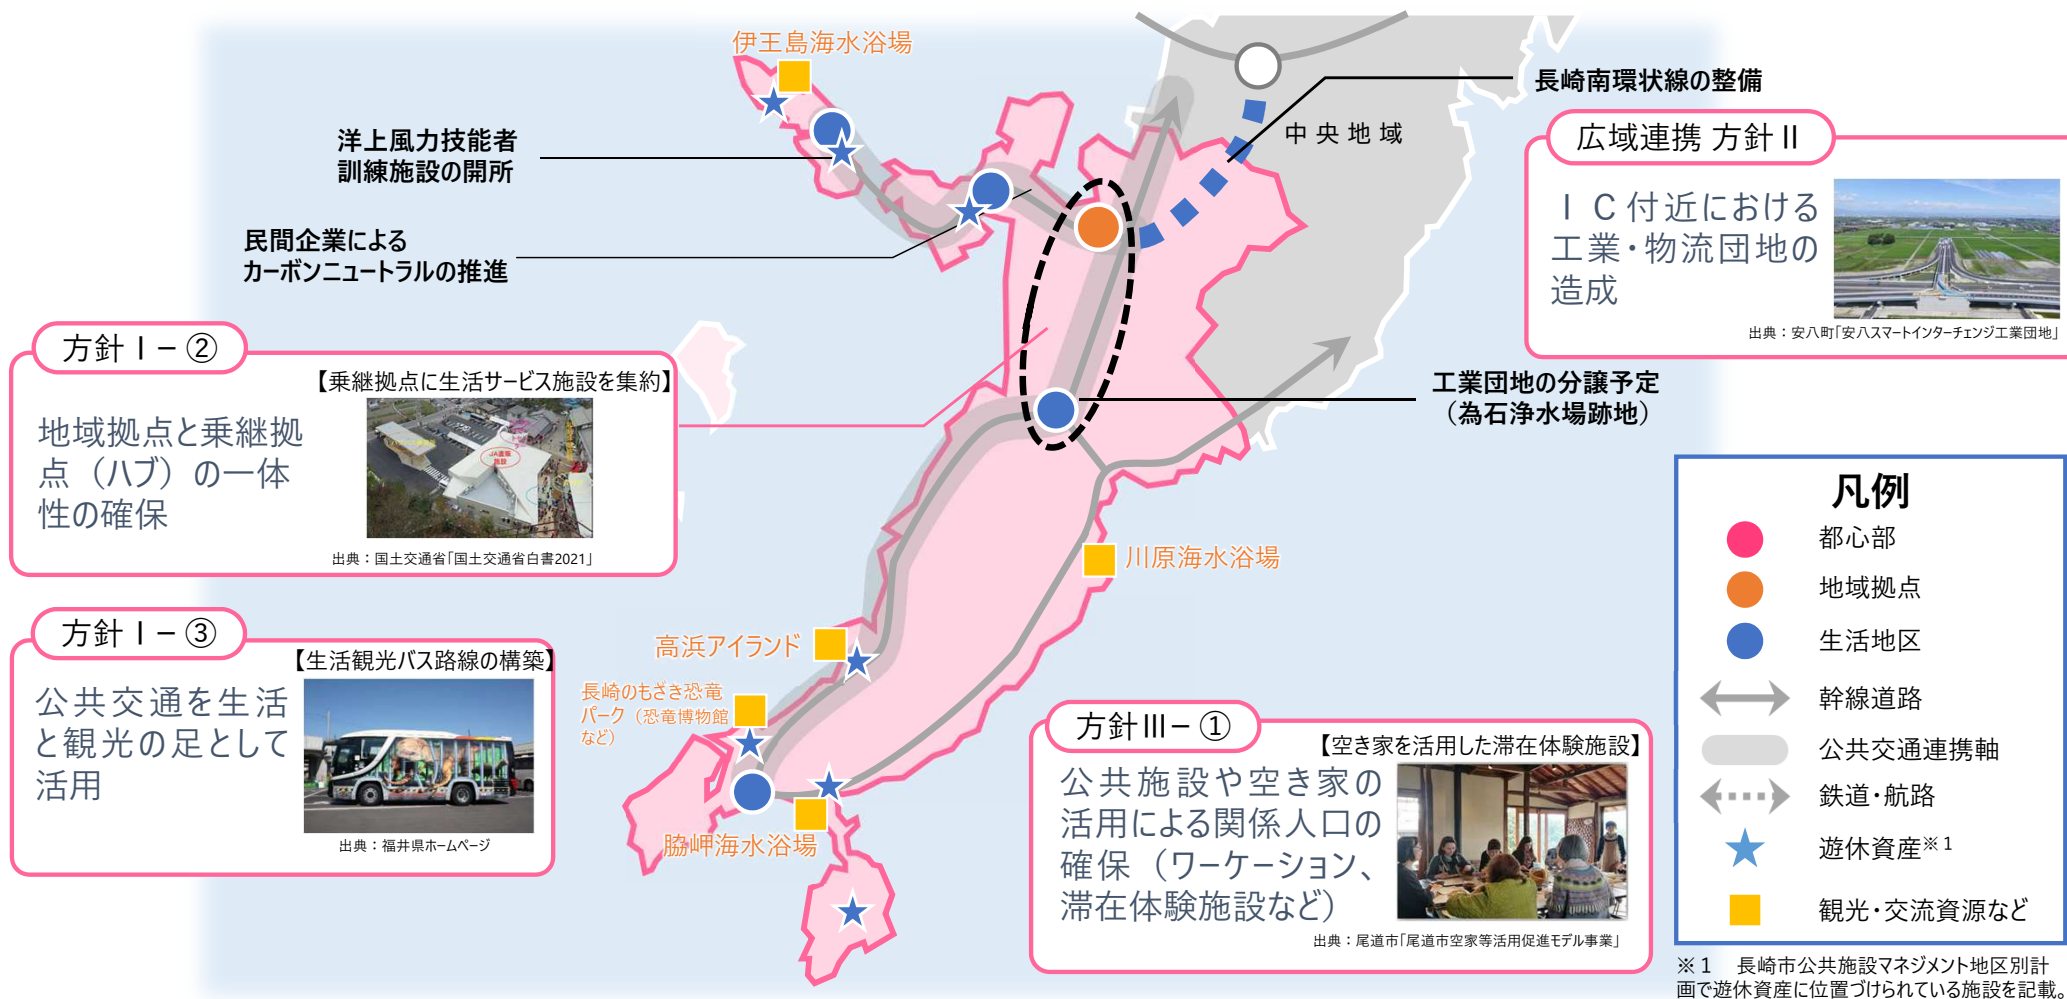 伊王島海水浴場
長崎南環状線の整備
中央地域
洋上風力技能者
訓練施設の開所
民間企業による
カーボンニュートラルの推進
広域連携 方針Ⅱ
ＩＣ付近における
工業・物流団地の
造成
出典：安八町「安八スマートインターチェンジ工業団地」
方針Ⅰ－②
【乗継拠点に生活サービス施設を集約】
地域拠点と乗継拠
点（ハブ）の一体
性の確保
JA直販
施設
出典：国土交通省「国土交通省白書2021」
工業団地の分譲予定
（為石浄水場跡地）
川原海水浴場
方針Ⅰ－③
【生活観光バス路線の構築】
公共交通を生活
と観光の足として
活用
出典：福井県ホームページ
高浜アイランド
長崎のもざき恐竜
パーク（恐竜博物館
など）
脇岬海水浴場
方針Ⅲ－①
【空き家を活用した滞在体験施設】
公共施設や空き家の
活用による関係人口の
確保（ワーケーション、
滞在体験施設など）
出典：尾道市「尾道市空家等活用促進モデル事業」
凡例
都心部
地域拠点
生活地区
幹線道路
公共交通連携軸
鉄道・航路
遊休資産※1
観光・交流資源など
※1　長崎市公共施設マネジメント地区別計
画で遊休資産に位置づけられている施設を記載。